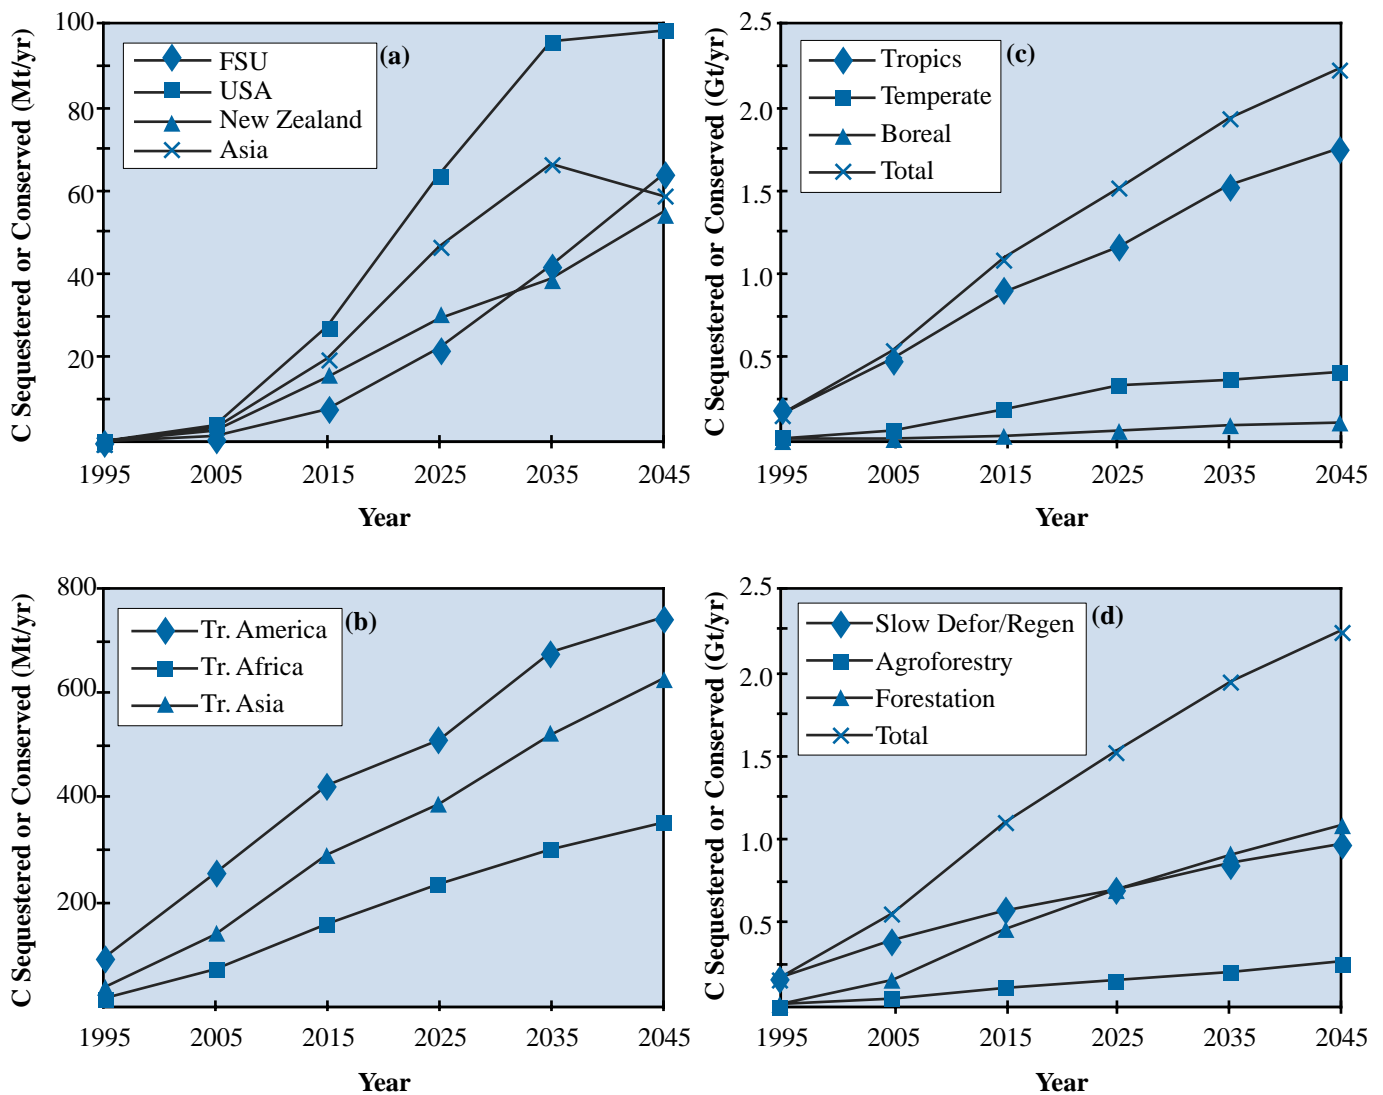 C Sequestered or Conserved (Mt/yr)
100
80
60
40
20
(a)
FSU
USA
New Zealand
Asia
1995 2005 2015 2025 2035 2045
Year
C Sequestered or Conserved (Gt/yr)
2.5
2.0
1.5
1.0
0.5
(c)
Tropics
Temperate
Boreal
Total
1995 2005 2015 2025 2035 2045
Year
C Sequestered or Conserved (Mt/yr)
800
600
400
200
(b)
Tr. America
Tr. Africa
Tr. Asia
1995 2005 2015 2025 2035 2045
Year
C Sequestered or Conserved (Gt/yr)
2.5
2.0
1.5
1.0
0.5
(d)
Slow Defor/Regen
Agroforestry
Forestation
Total
1995 2005 2015 2025 2035 2045
Year